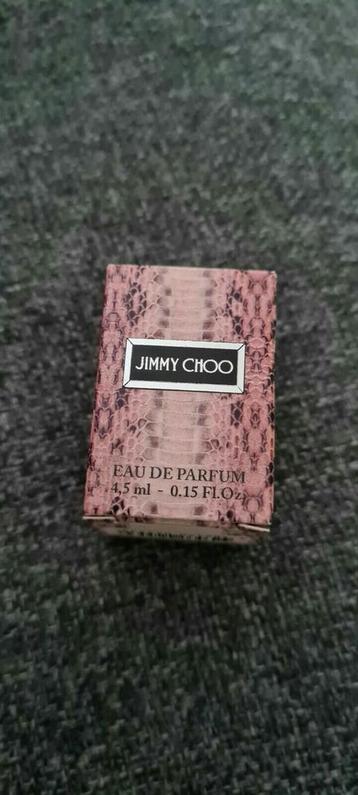 JIMMY CHOO
EAU DE PARFUM
4,5 ml - 0.15 Fl.Oz